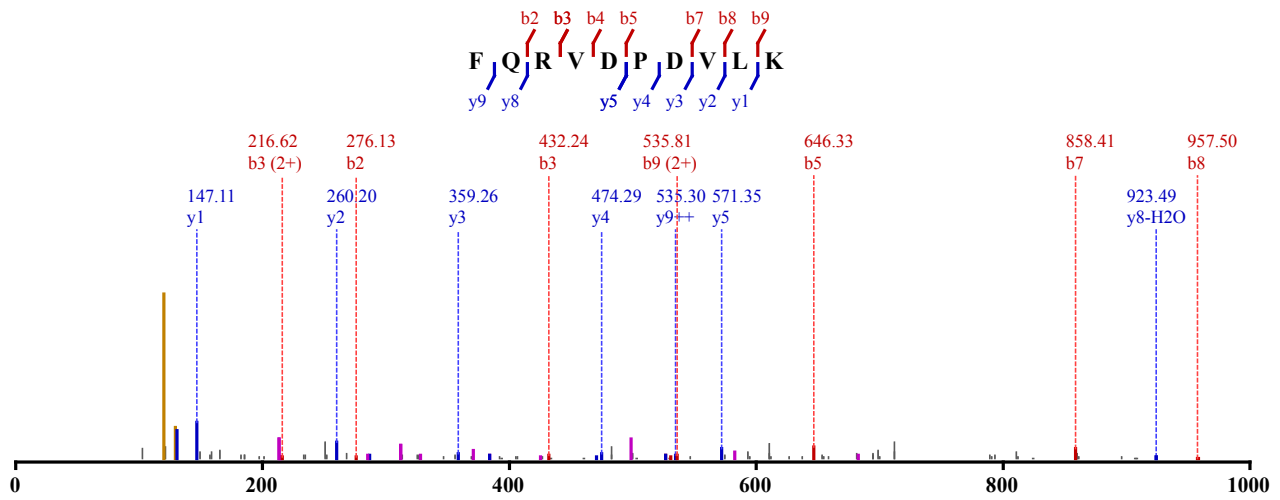 b2 b3 b4 b5 b7 b8 b9
F Q R V D P D V L K
y9 y8 y5 y4 y3 y2 y1
216.62 276.13 432.24 535.81 646.33 858.41 957.50
b3 (2+) b2 b3 b9 (2+) b5 b7 b8
147.11 260.20 359.26 474.29 535.30 571.35 923.49
y1 y2 y3 y4 y9++ y5 y8-H2O
0 200 400 600 800 1000